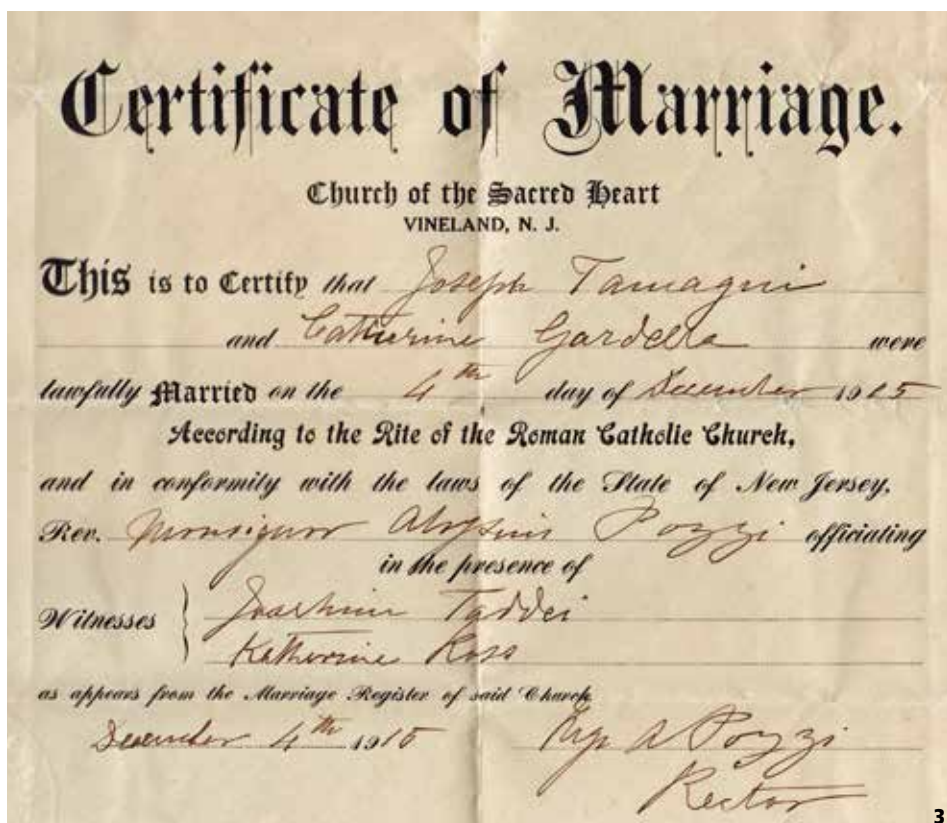 Certificate of Marriage.
Church of the Sacred Heart
VINELAND, N. J.
This is to Certify that Joseph Tamagni
and Catherine Gardella were
lawfully Married on the 4th day of December 1915
According to the Rite of the Roman Catholic Church,
and in conformity with the laws of the State of New Jersey,
Rev. Monsignor Aloysius Pozzi officiating
in the presence of
Witnesses
Taddei
Katherine Ross
as appears from the Marriage Register of said Church
December 4th 1915
A Pozzi
Rector
3